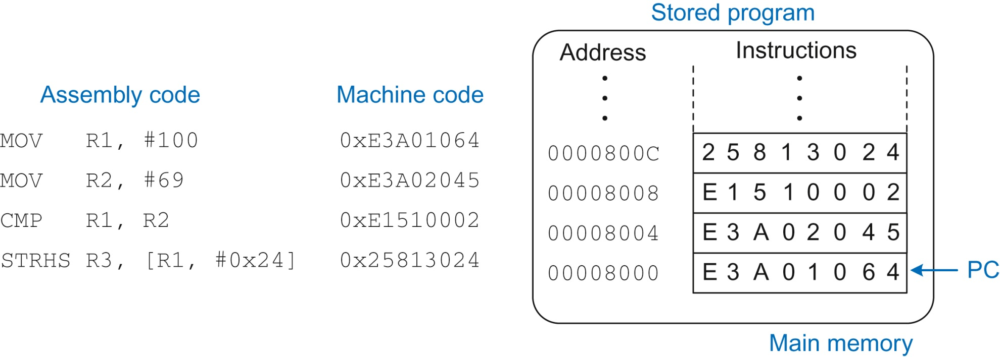 Stored program
Address Instructions
Assembly code Machine code
MOV R1, #100 0xE3A01064
MOV R2, #69 0xE3A02045
CMP R1, R2 0xE1510002
STRHS R3, [R1, #0x24] 0x25813024
0000800C 2 5 8 1 3 0 2 4
00008008 E 1 5 1 0 0 0 2
00008004 E 3 A 0 2 0 4 5
00008000 E 3 A 0 1 0 6 4 PC
Main memory